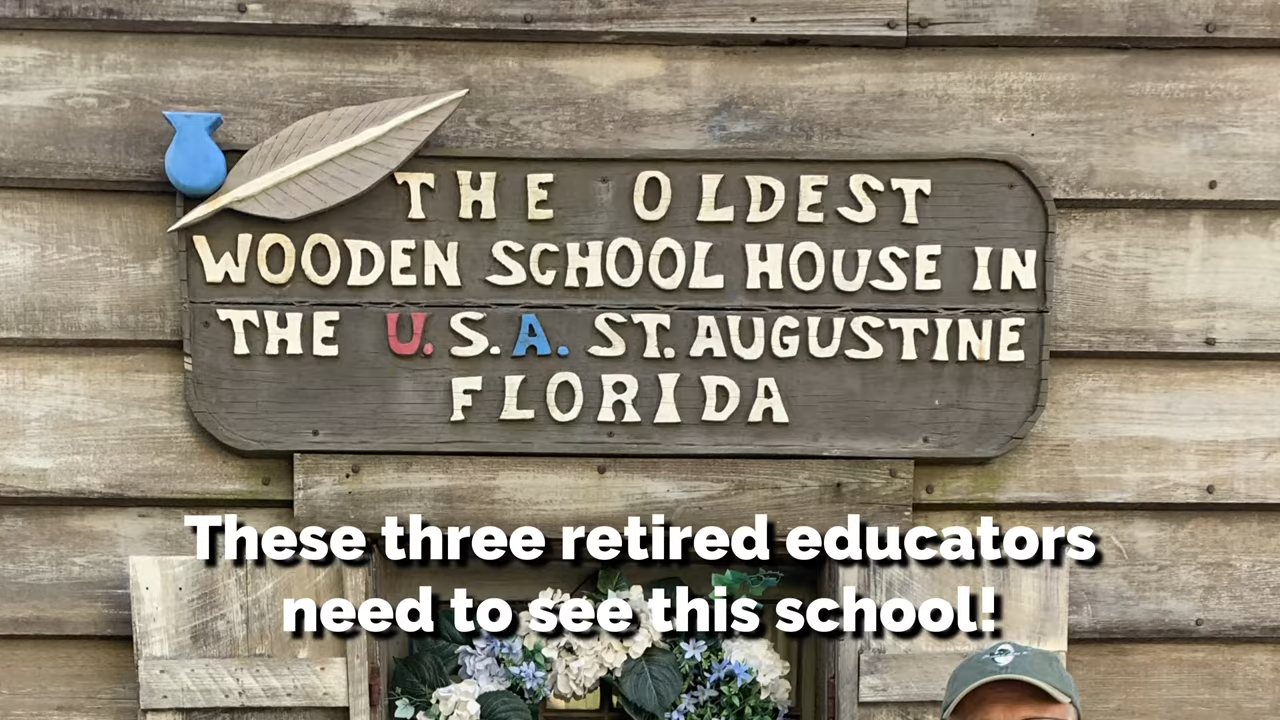 THE OLDEST
WOODEN SCHOOL HOUSE IN
THE U.S.A. ST. AUGUSTINE
FLORIDA
These three retired educators
need to see this school!